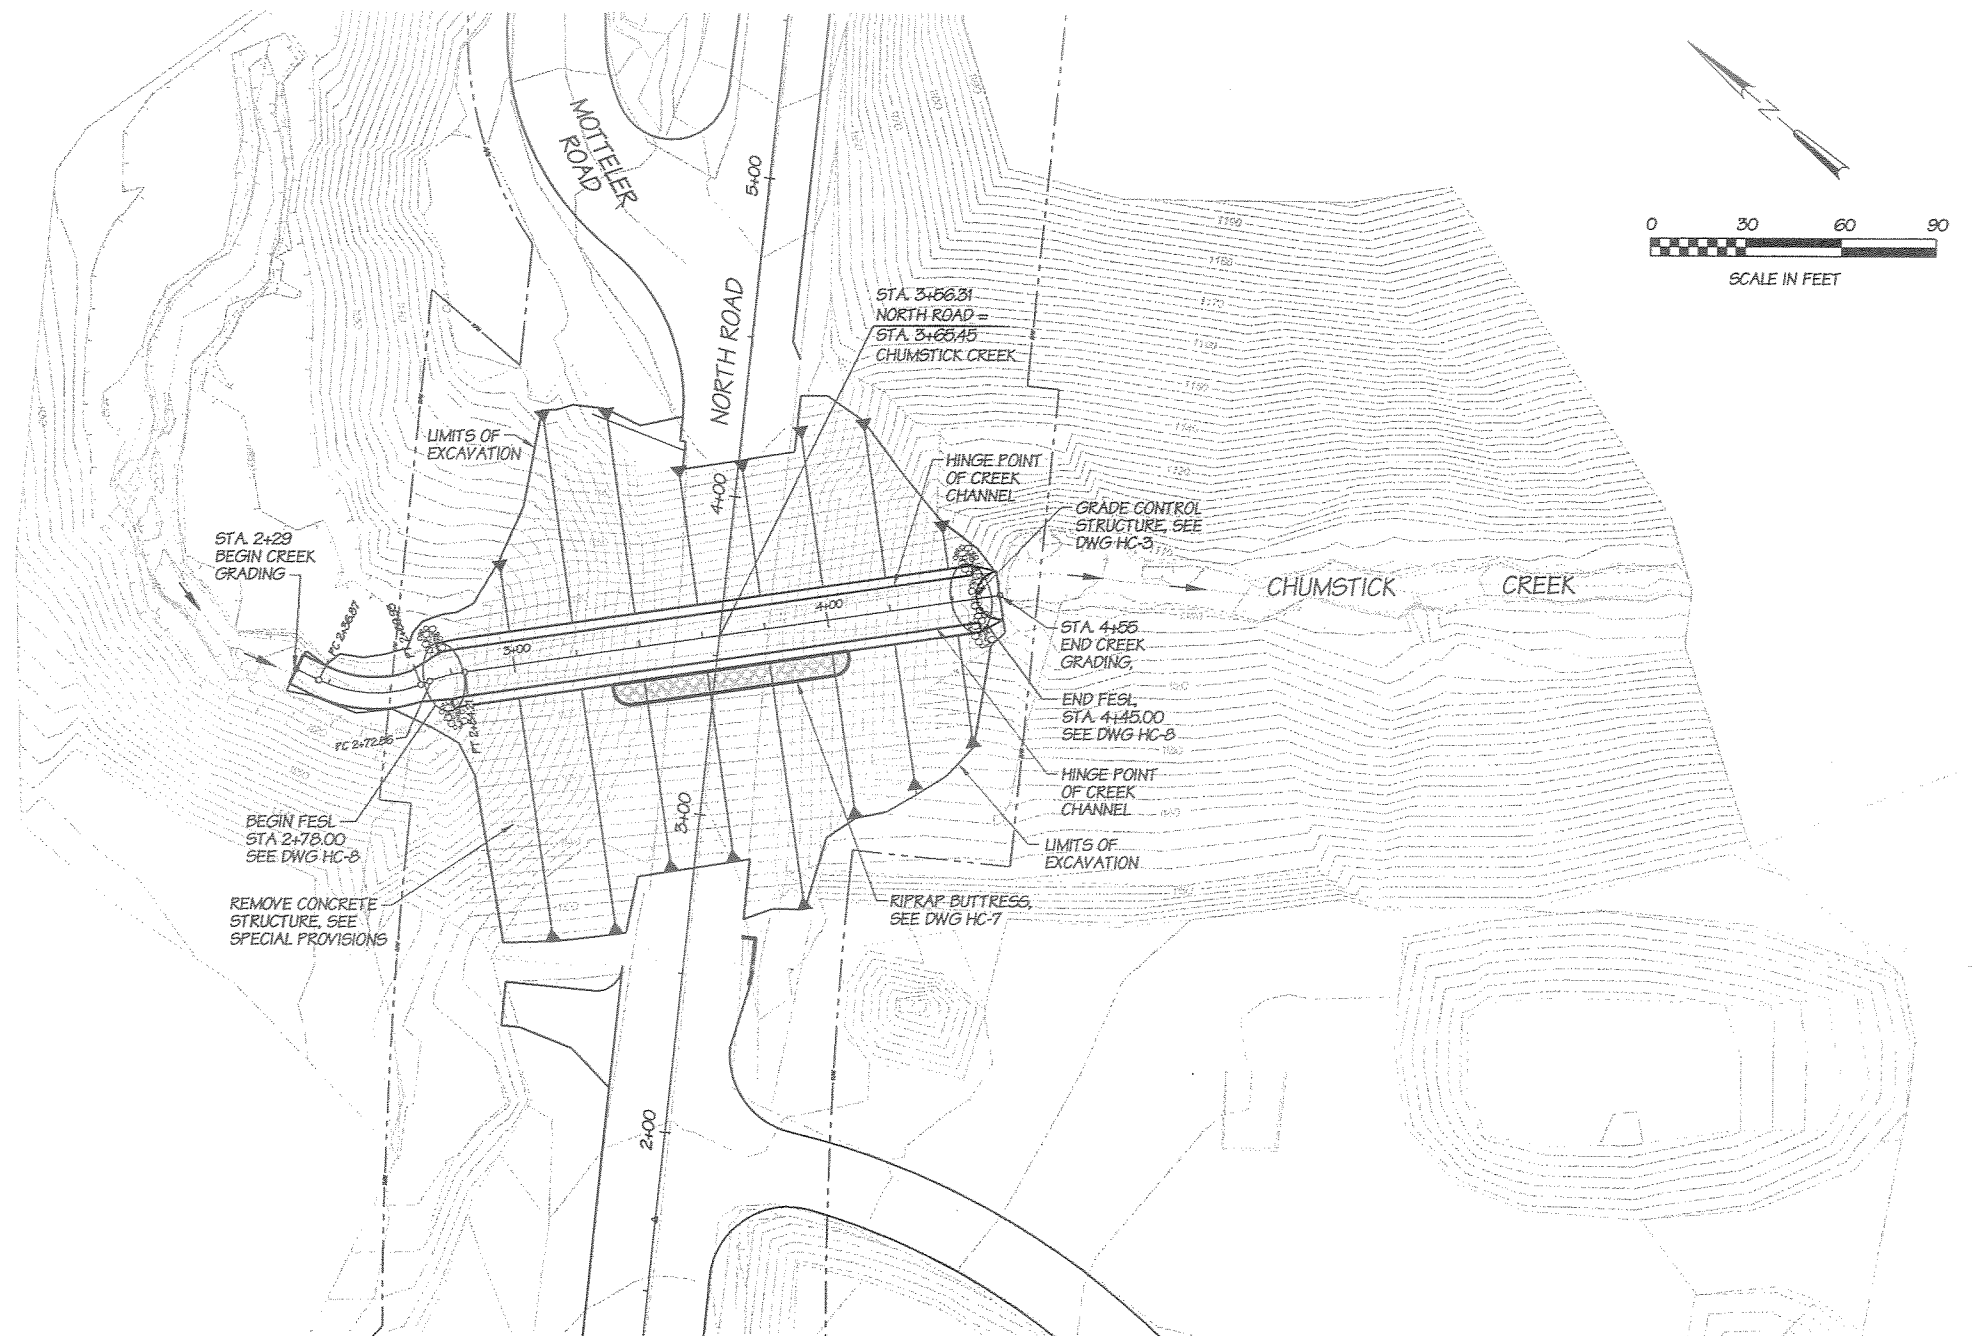 MOTTELER
ROAD
5+00
N
0 30 60 90
SCALE IN FEET
NORTH ROAD
STA. 3+56.31
NORTH ROAD =
STA. 3+65.45
CHUMSTICK CREEK
LIMITS OF
EXCAVATION
4+00
HINGE POINT
OF CREEK
CHANNEL
GRADE CONTROL
STRUCTURE, SEE
DWG HC-3
STA. 2+29
BEGIN CREEK
GRADING
CHUMSTICK CREEK
4+00
3+00
PC 2+72.56
STA. 4+55
END CREEK
GRADING,
END FESL,
STA. 4+45.00
SEE DWG HC-8
HINGE POINT
OF CREEK
CHANNEL
3+00
BEGIN FESL
STA 2+78.00
SEE DWG HC-8
LIMITS OF
EXCAVATION
REMOVE CONCRETE
STRUCTURE, SEE
SPECIAL PROVISIONS
RIPRAP BUTTRESS,
SEE DWG HC-7
2+00